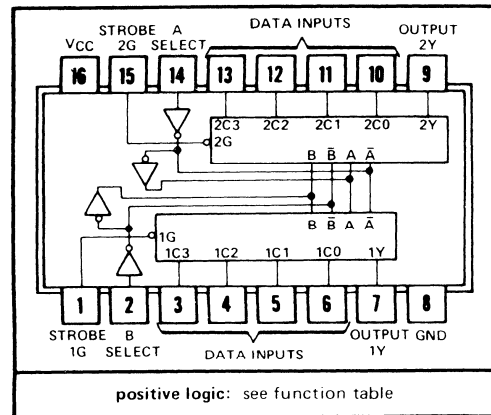 STROBE A DATA INPUTS OUTPUT
VCC 2G SELECT 2Y
16 15 14 13 12 11 10 9
2C3 2C2 2C1 2C0 2Y
2G
B B̅ A A̅
B B̅ A A̅
1G
1C3 1C2 1C1 1C0 1Y
1 2 3 4 5 6 7 8
STROBE B DATA INPUTS OUTPUT GND
1G SELECT 1Y
positive logic: see function table